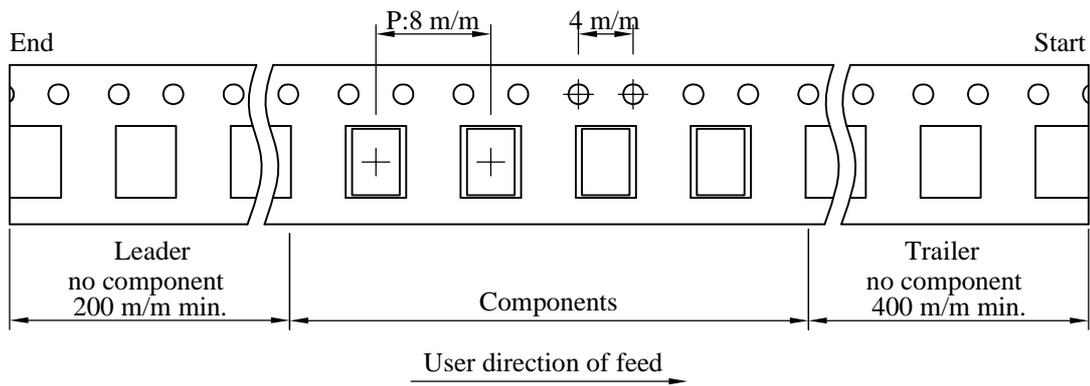 P:8 m/m
4 m/m
End
Start
Leader
no component
200 m/m min.
Components
Trailer
no component
400 m/m min.
User direction of feed